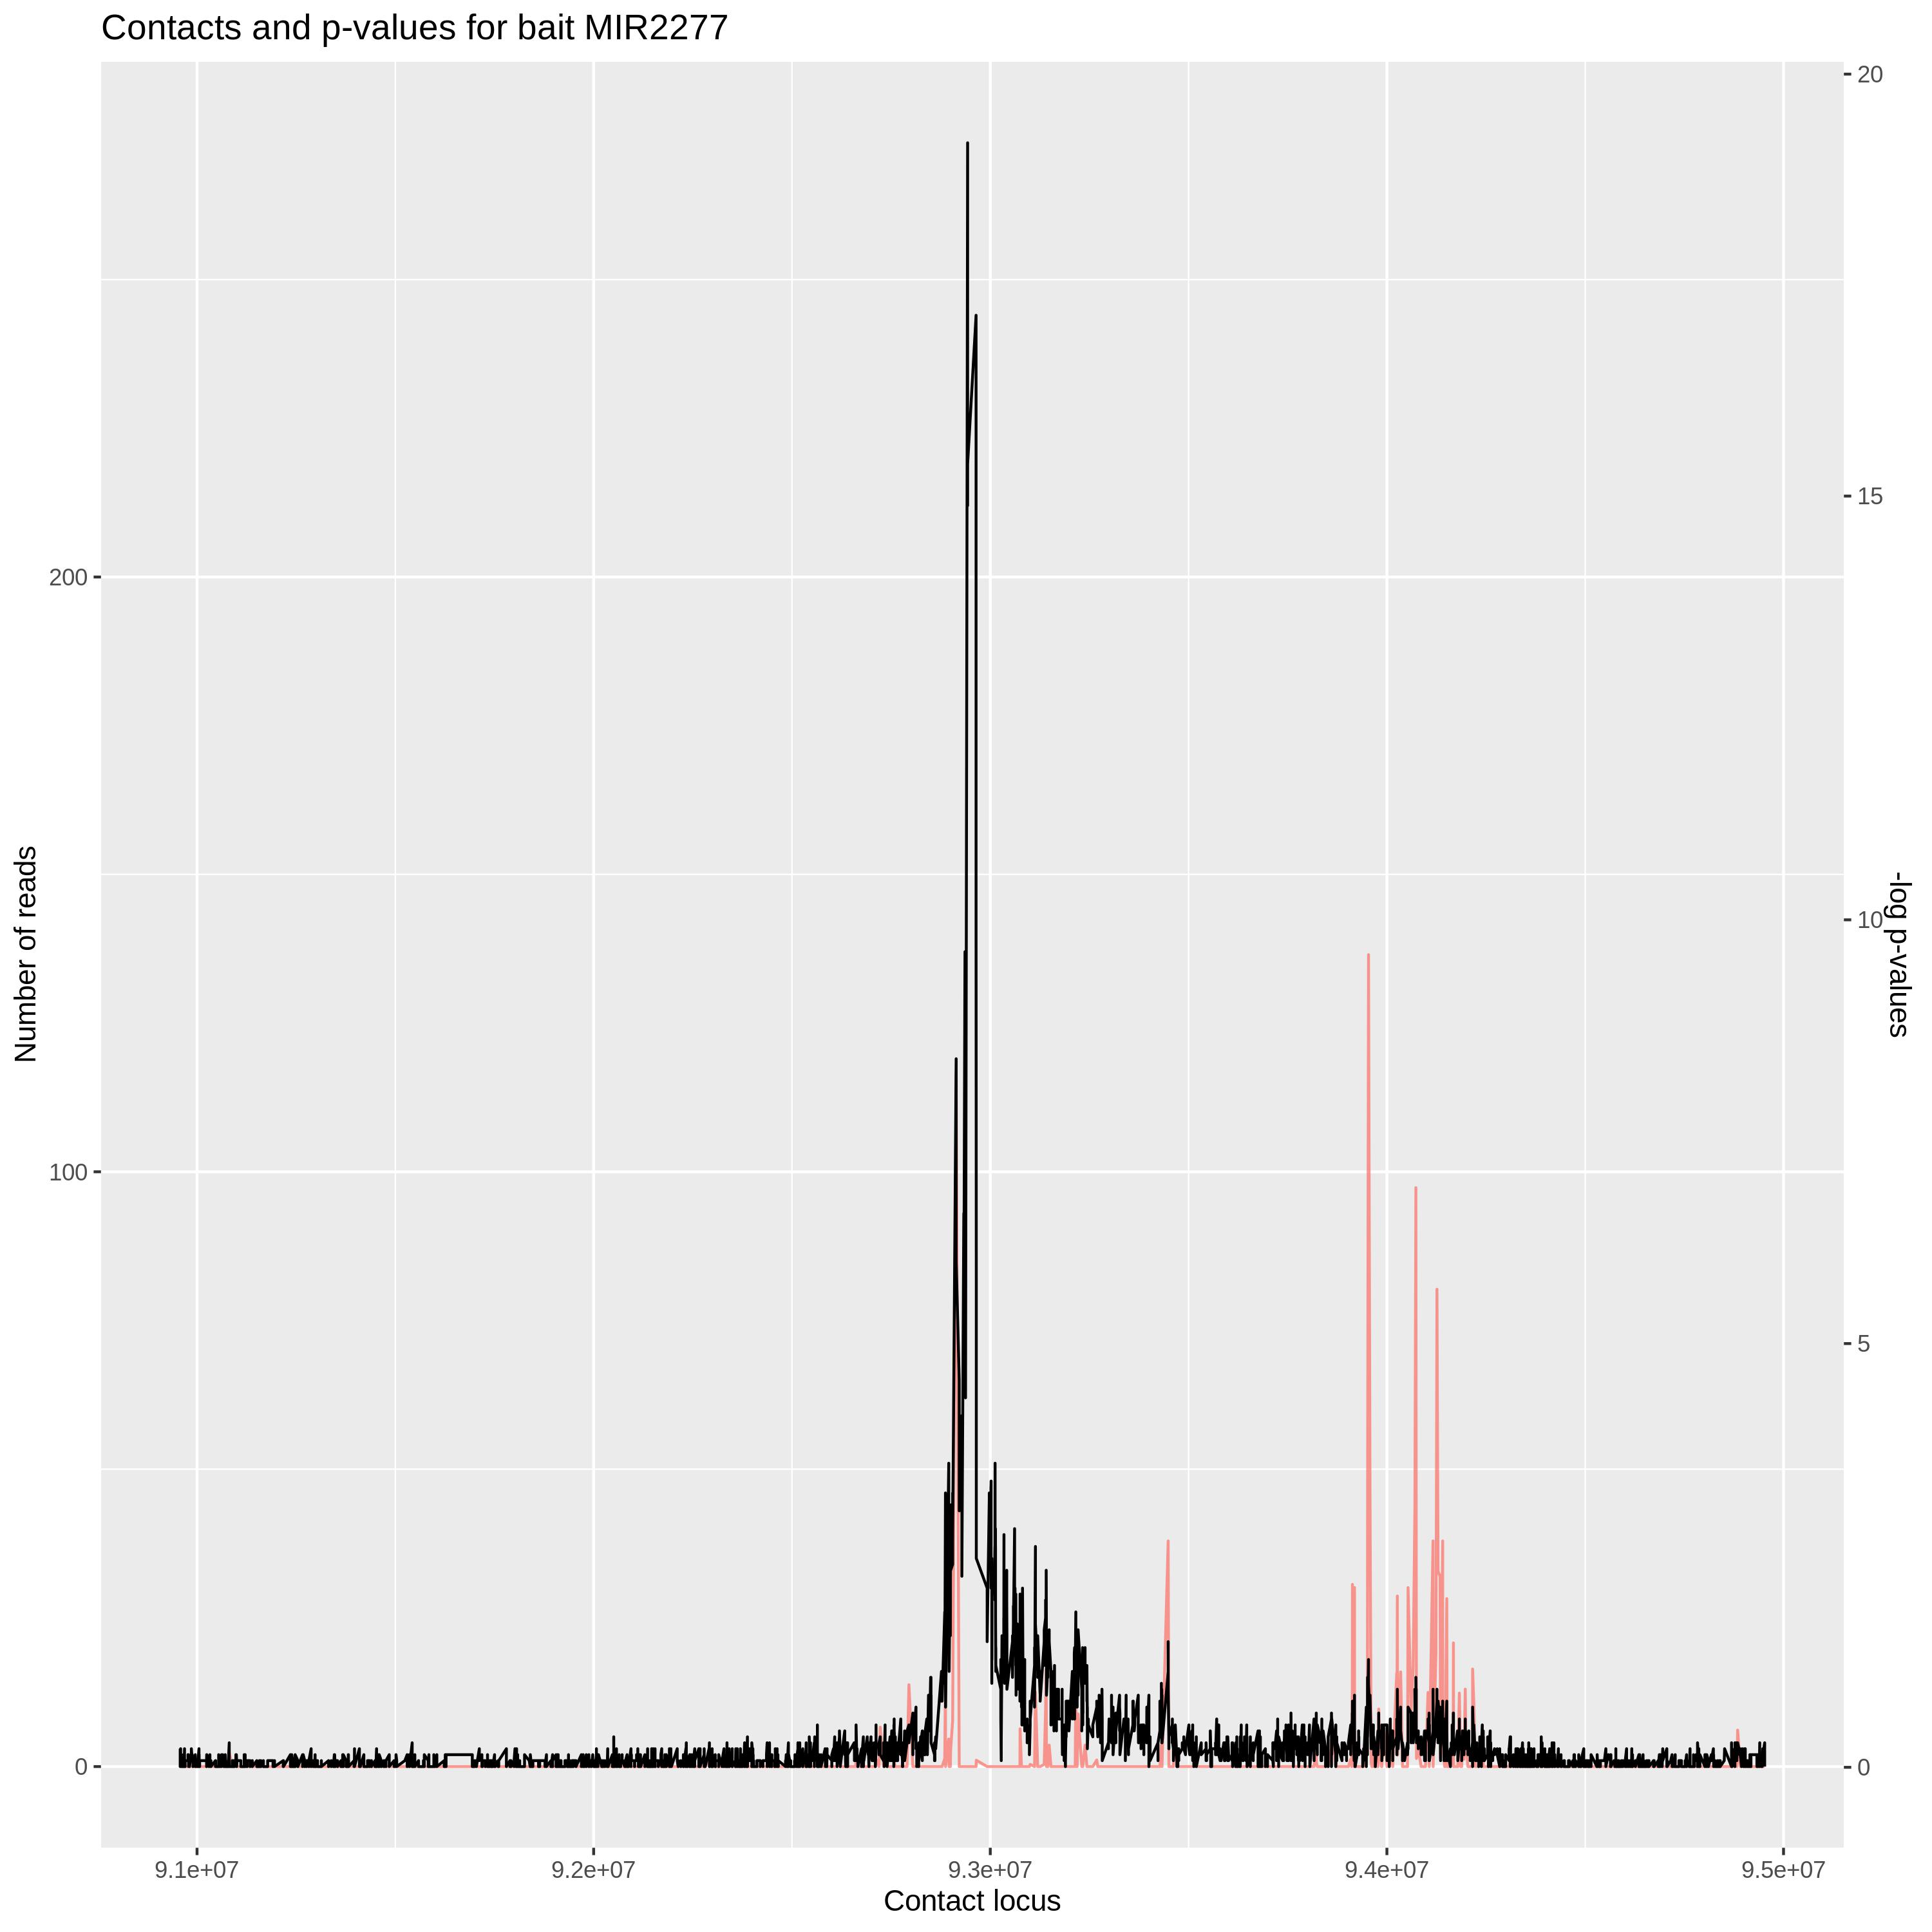 Contacts and p-values for bait MIR2277
20
15
200
10
Number of reads
-log p-values
100
5
0
0
9.1e+07 9.2e+07 9.3e+07 9.4e+07 9.5e+07
Contact locus